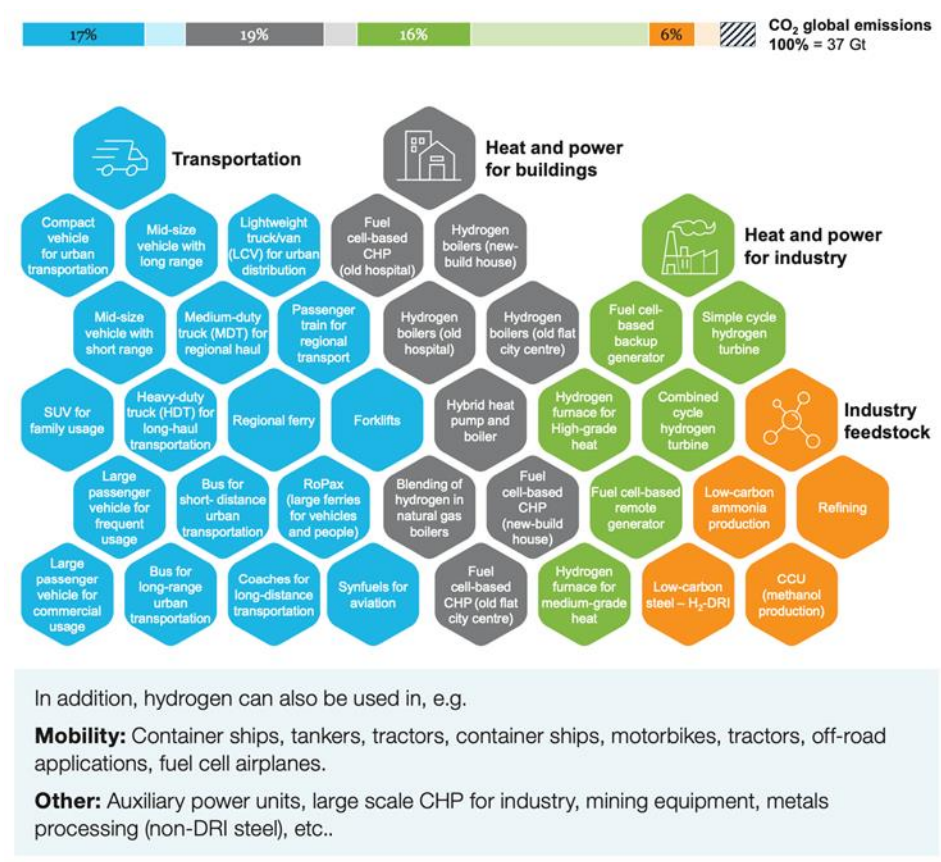 17%
19%
16%
6%
CO₂ global emissions
100% = 37 Gt
Transportation
Heat and power
for buildings
Compact
vehicle
for urban
transportation
Mid-size
vehicle with
long range
Lightweight
truck/van
(LCV) for urban
distribution
Fuel
cell-based
CHP
(old hospital)
Hydrogen
boilers (new-
build house)
Heat and power
for industry
Mid-size
vehicle with
short range
Medium-duty
truck (MDT) for
regional haul
Passenger
train for
regional
transport
Hydrogen
boilers (old
hospital)
Hydrogen
boilers (old flat
city centre)
Fuel cell-
based
backup
generator
Simple cycle
hydrogen
turbine
SUV for
family usage
Heavy-duty
truck (HDT) for
long-haul
transportation
Regional ferry
Forklifts
Hybrid heat
pump and
boiler
Hydrogen
furnace for
High-grade
heat
Combined
cycle
hydrogen
turbine
Industry
feedstock
Large
passenger
vehicle for
frequent
usage
Bus for
short- distance
urban
transportation
RoPax
(large ferries
for vehicles
and people)
Blending of
hydrogen in
natural gas
boilers
Fuel
cell-based
CHP
(new-build
house)
Fuel cell-based
remote
generator
Low-carbon
ammonia
production
Refining
Large
passenger
vehicle for
commercial
usage
Bus for
long-range
urban
transportation
Coaches for
long-distance
transportation
Synfuels for
aviation
Fuel
cell-based
CHP (old flat
city centre)
Hydrogen
furnace for
medium-grade
heat
Low-carbon
steel – H₂-DRI
CCU
(methanol
production)
In addition, hydrogen can also be used in, e.g.
Mobility: Container ships, tankers, tractors, container ships, motorbikes, tractors, off-road
applications, fuel cell airplanes.
Other: Auxiliary power units, large scale CHP for industry, mining equipment, metals
processing (non-DRI steel), etc..